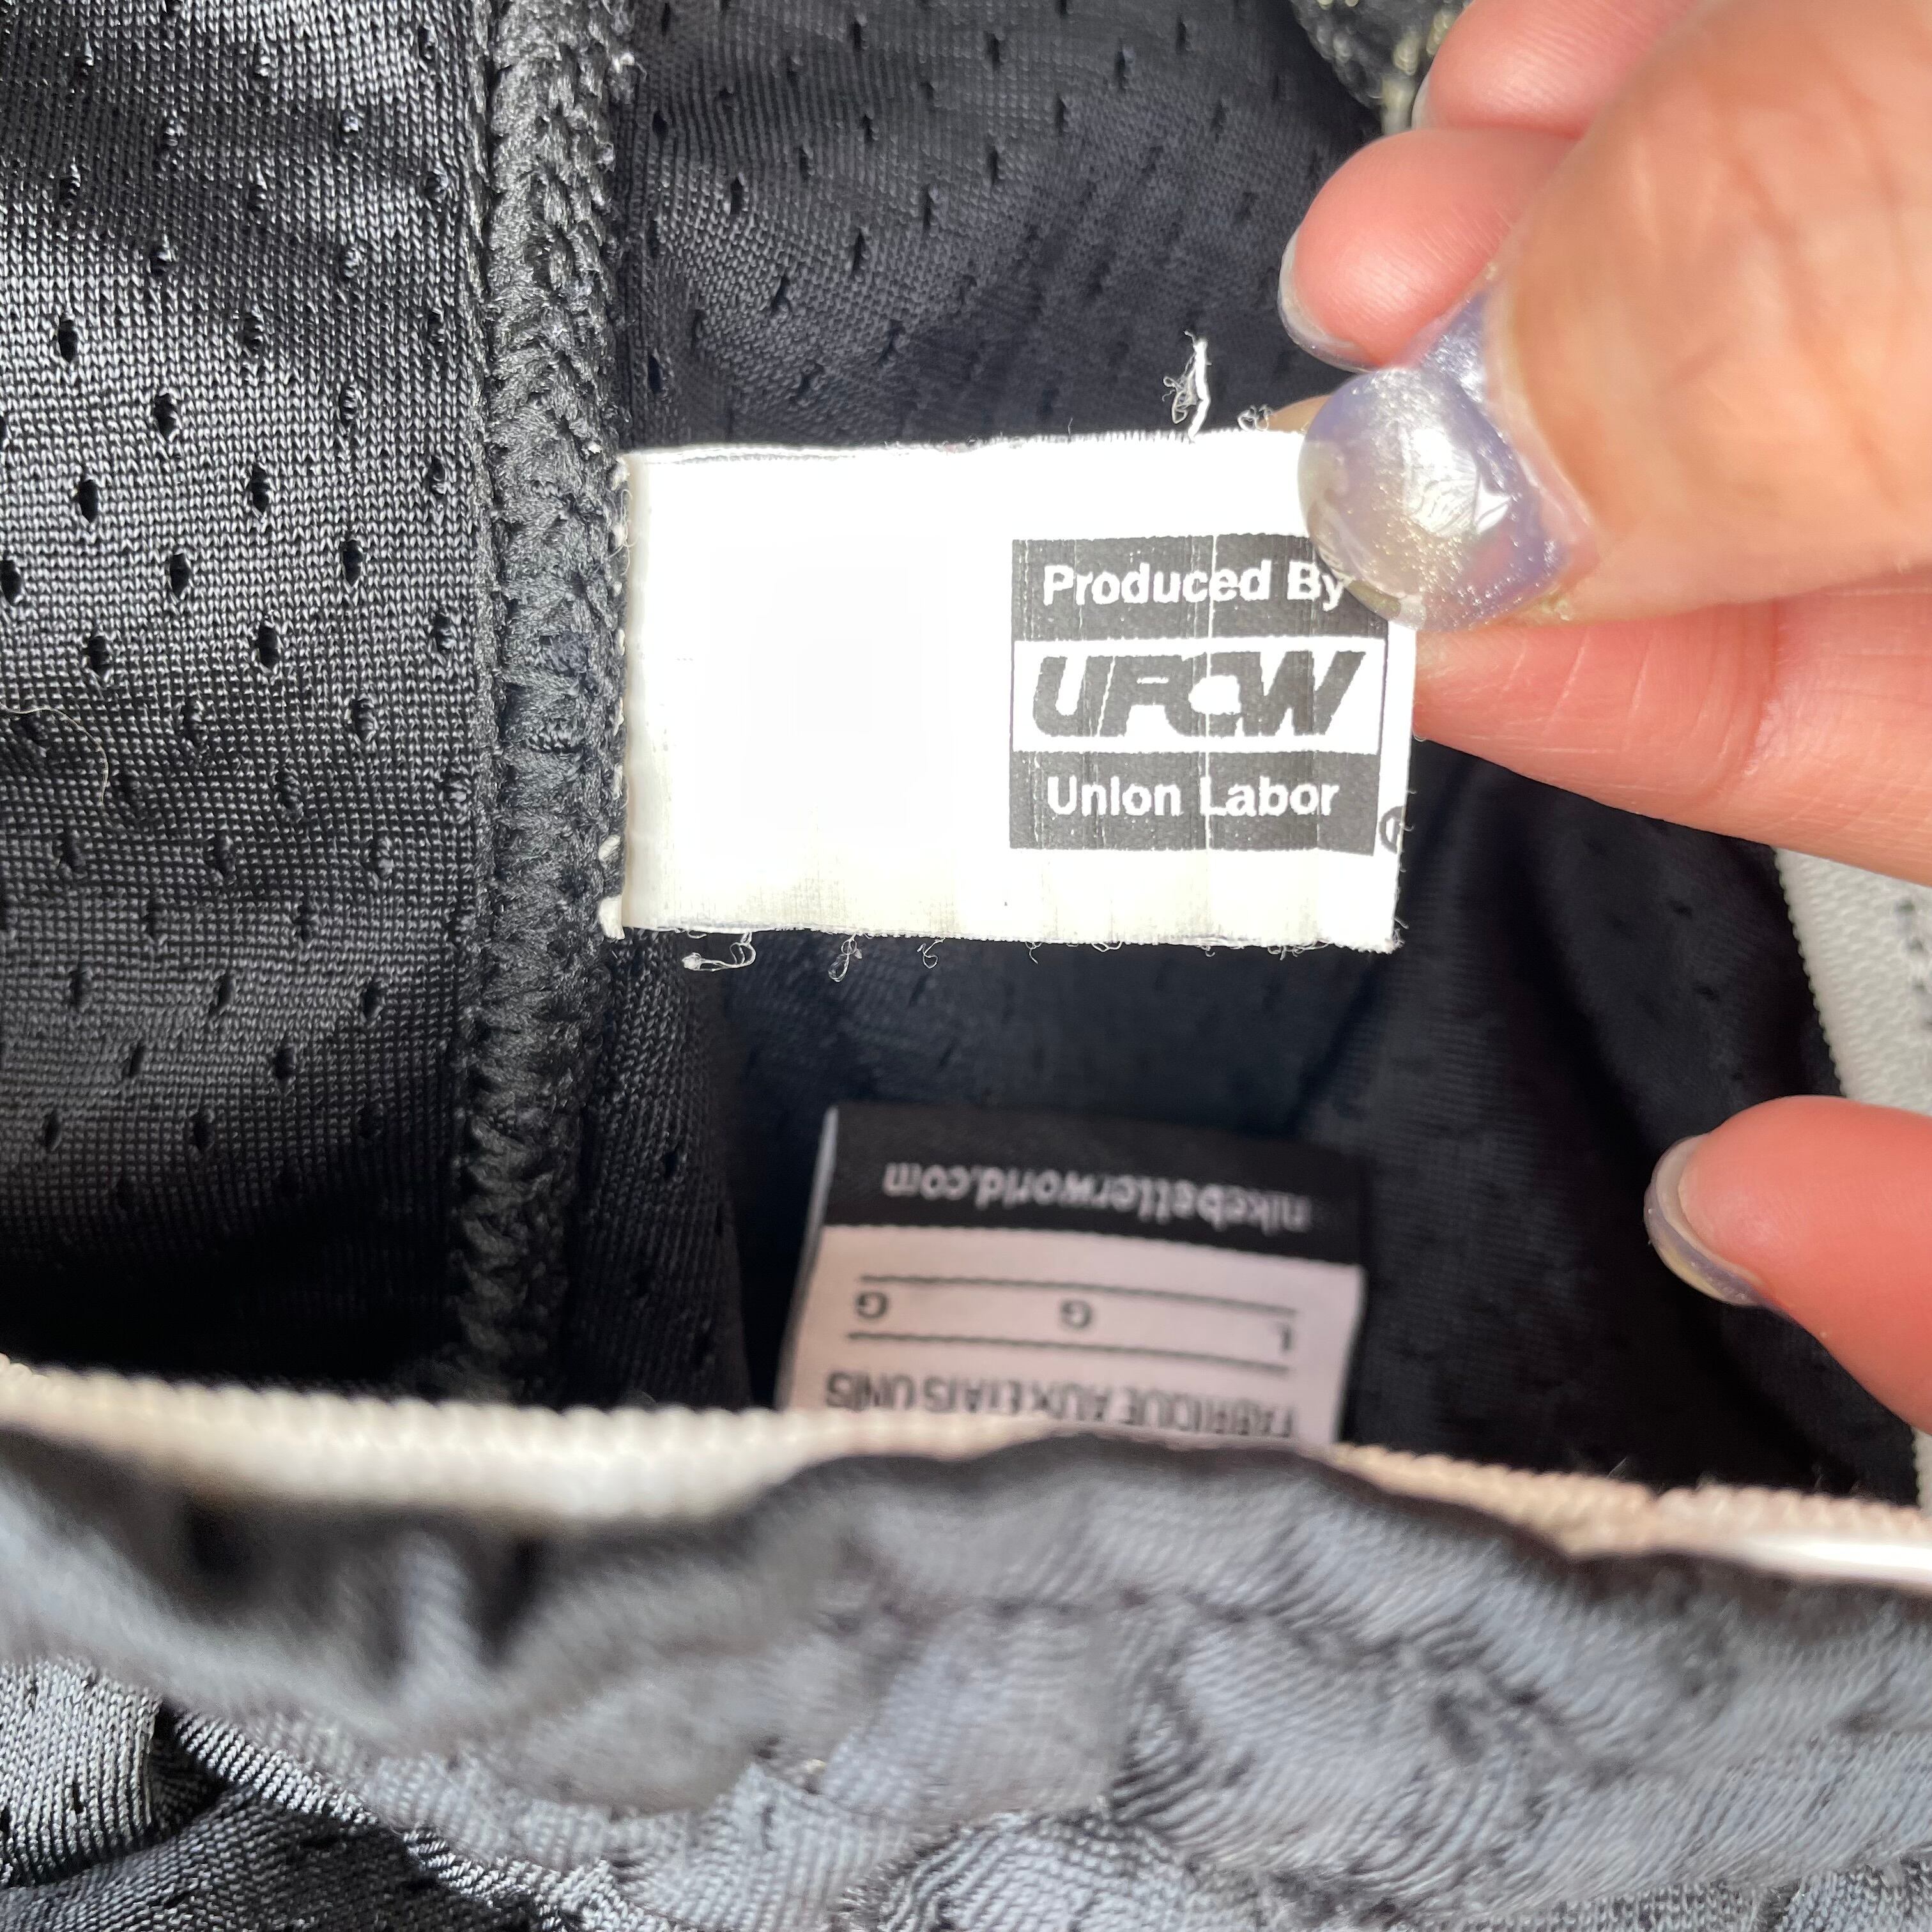 Produced By
UFCW
Union Labor
®
nikebetterworld.com
L G G
FABRIQUE AUX ETATS UNIS